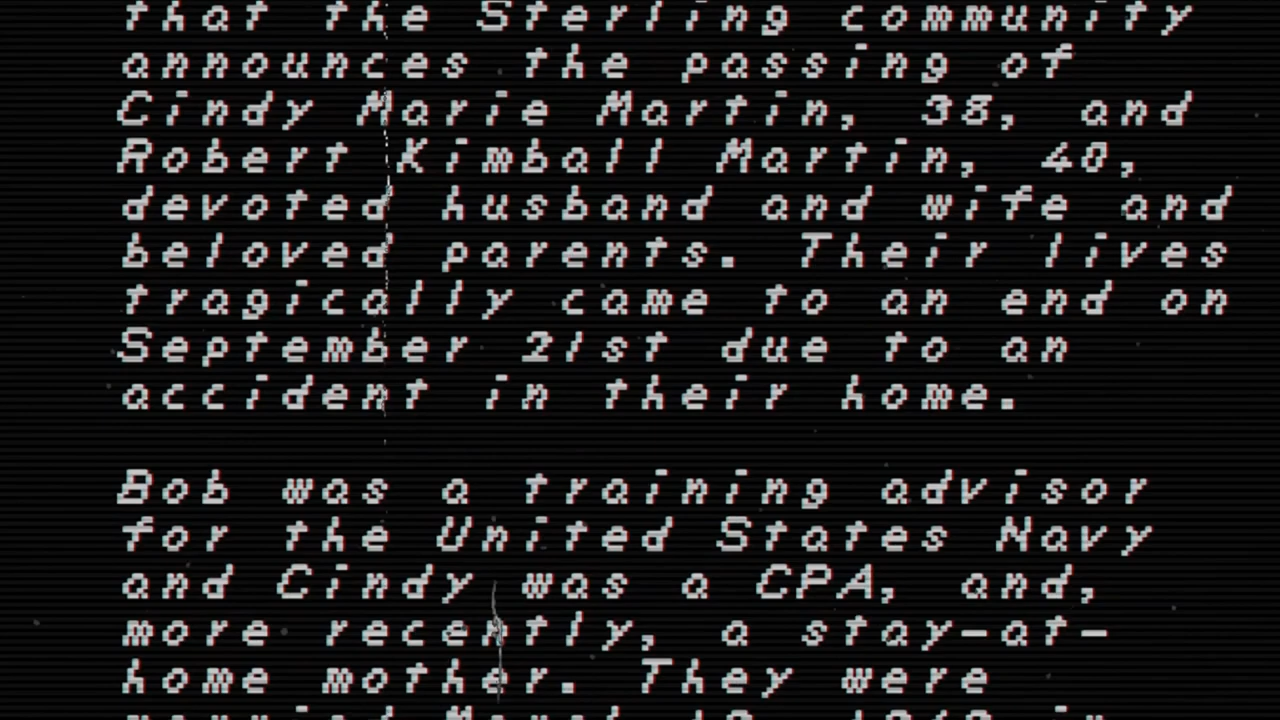 that the Sterling community
announces the passing of
Cindy Marie Martin, 38, and
Robert Kimball Martin, 40,
devoted husband and wife and
beloved parents. Their lives
tragically came to an end on
September 21st due to an
accident in their home.
Bob was a training advisor
for the United States Navy
and Cindy was a CPA, and,
more recently, a stay-at-
home mother. They were